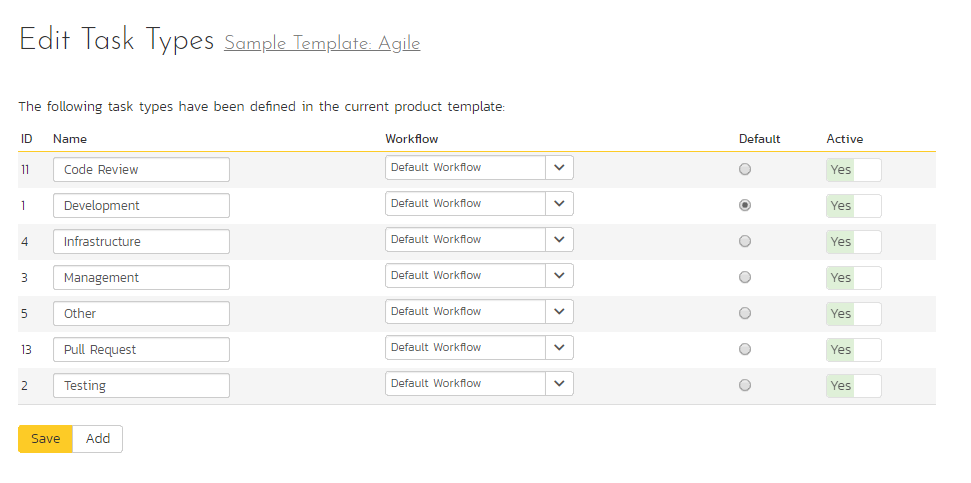 Edit Task Types Sample Template: Agile
The following task types have been defined in the current product template:
ID Name Workflow Default Active
11 Code Review Default Workflow Yes
1 Development Default Workflow Yes
4 Infrastructure Default Workflow Yes
3 Management Default Workflow Yes
5 Other Default Workflow Yes
13 Pull Request Default Workflow Yes
2 Testing Default Workflow Yes
Save Add